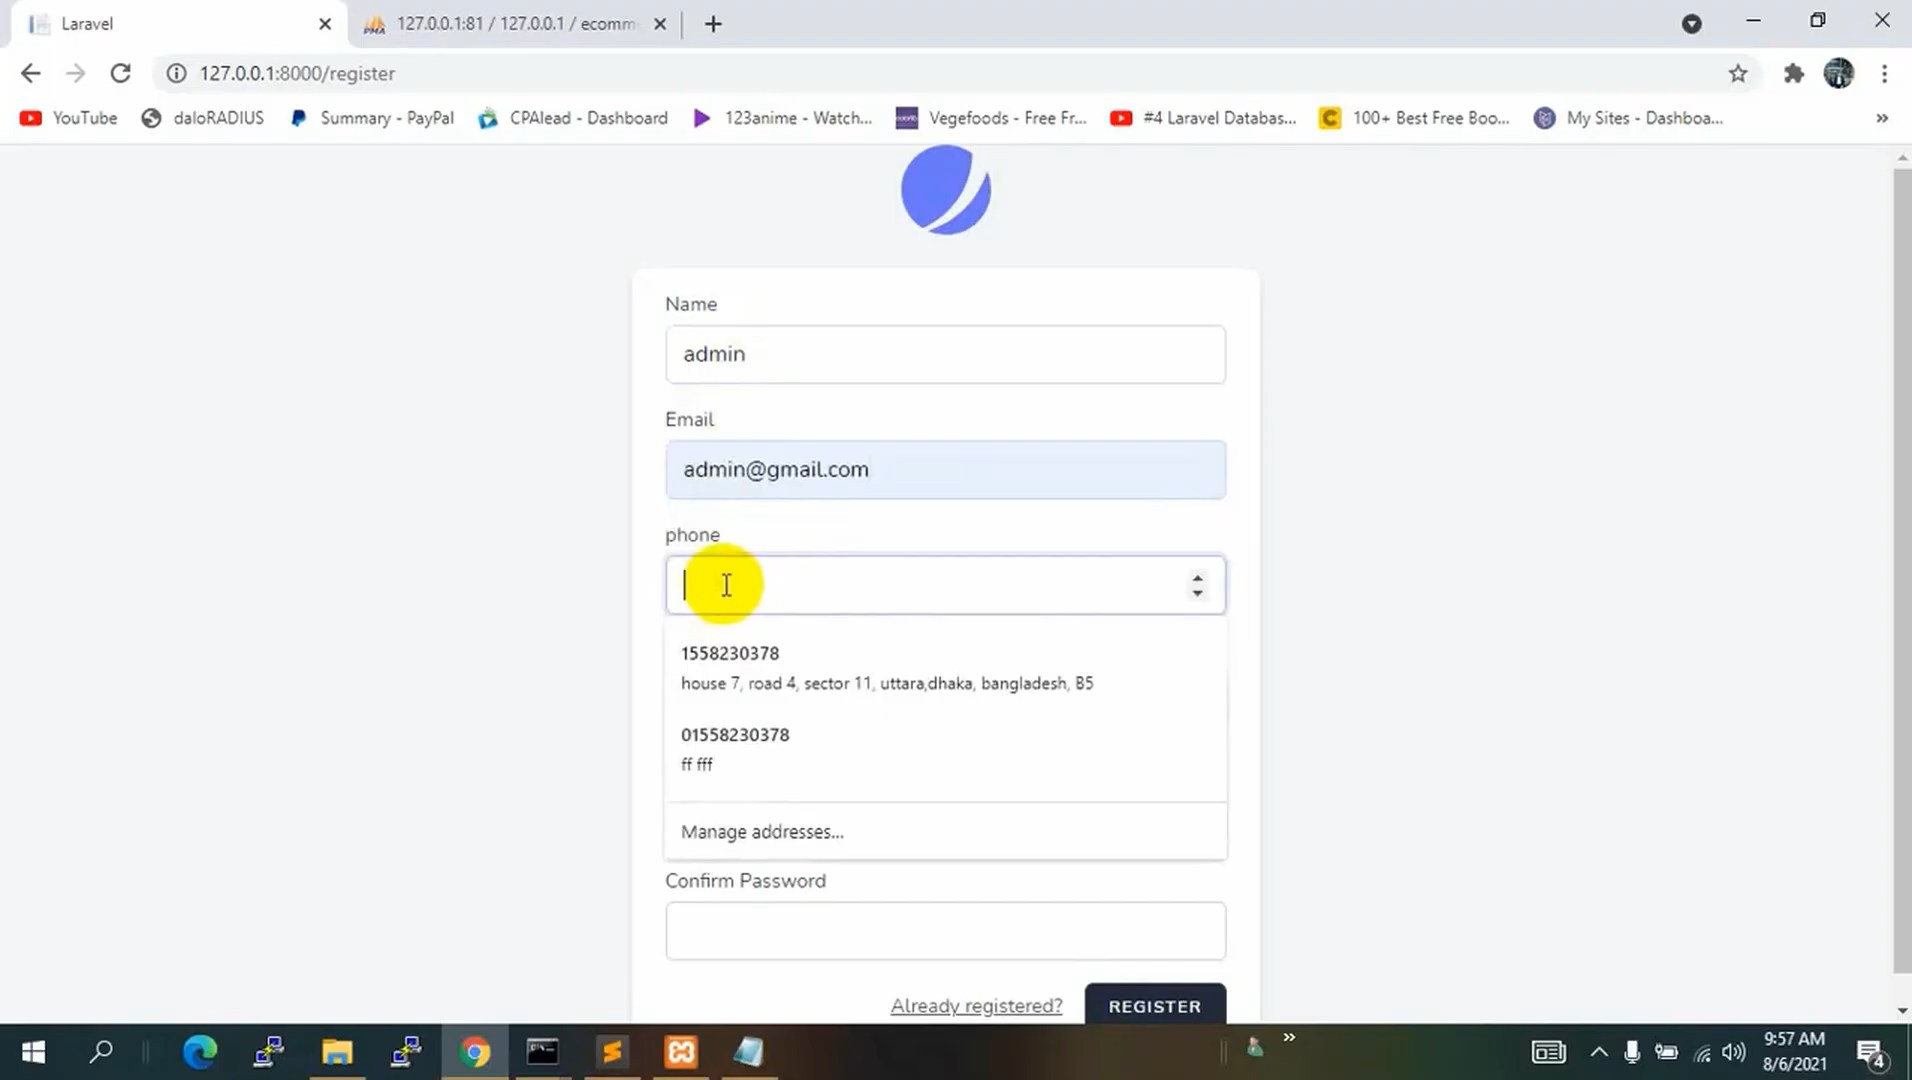 Laravel
PMA 127.0.0.1:81 / 127.0.0.1 / ecomm
127.0.0.1:8000/register
YouTube daloRADIUS Summary - PayPal CPAlead - Dashboard 123anime - Watch... Vegefoods - Free Fr... #4 Laravel Databas... 100+ Best Free Boo... My Sites - Dashboa...
Name
admin
Email
admin@gmail.com
phone
1558230378
house 7, road 4, sector 11, uttara,dhaka, bangladesh, B5
01558230378
ff fff
Manage addresses...
Confirm Password
Already registered? REGISTER
9:57 AM
8/6/2021
4